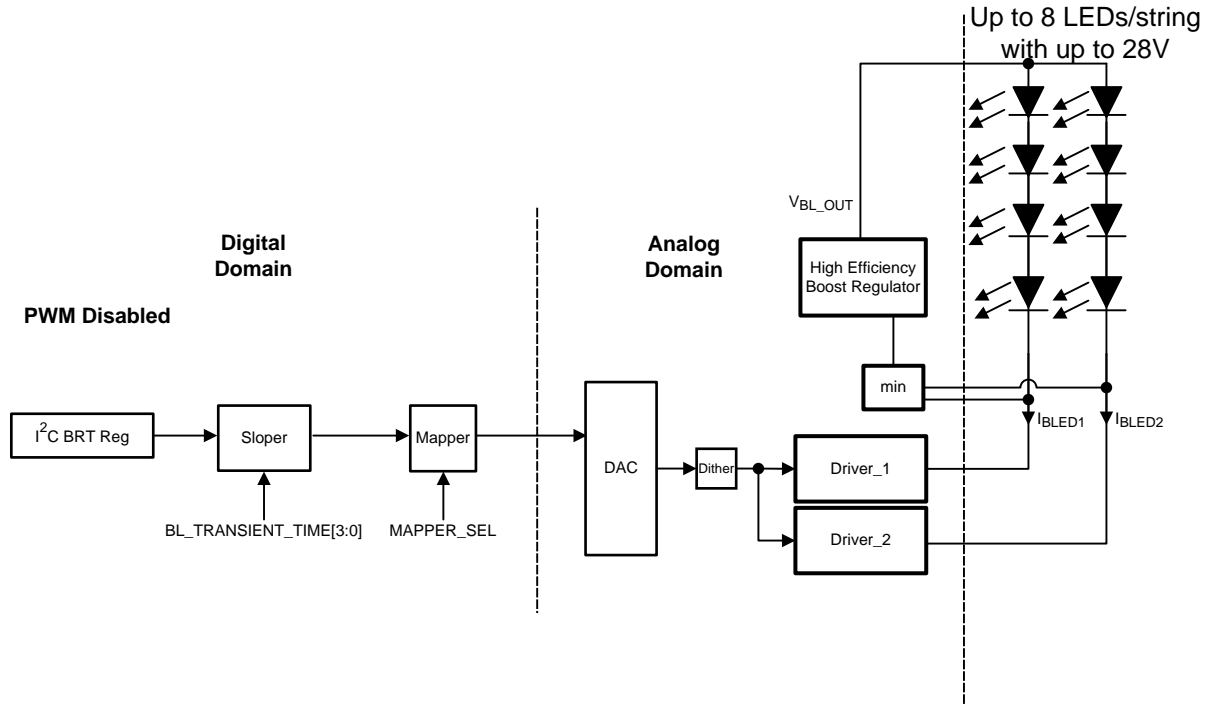 Up to 8 LEDs/string
with up to 28V
VBL_OUT
Digital
Domain
Analog
Domain
High Efficiency
Boost Regulator
PWM Disabled
min
IBLED1
IBLED2
I2C BRT Reg
Sloper
Mapper
DAC
Dither
Driver_1
BL_TRANSIENT_TIME[3:0]
MAPPER_SEL
Driver_2